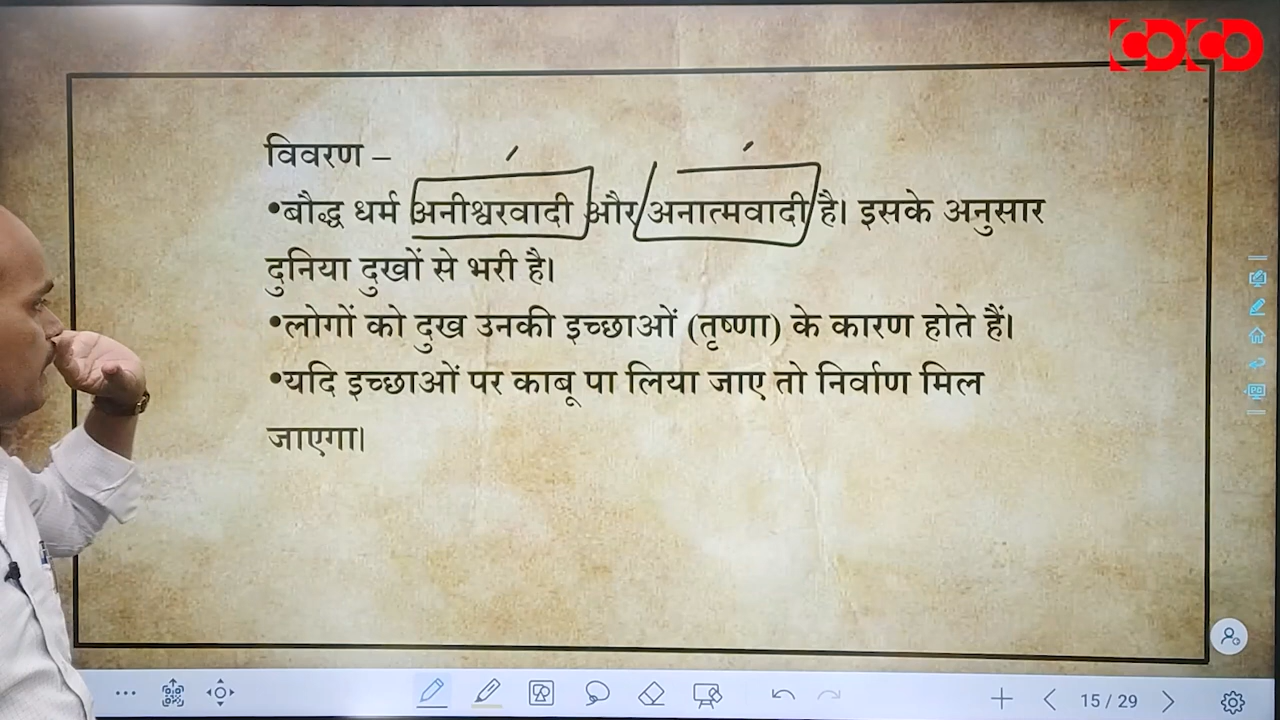 विवरण –
•बौद्ध धर्म अनीश्वरवादी और अनात्मवादी है। इसके अनुसार
दुनिया दुखों से भरी है।
•लोगों को दुख उनकी इच्छाओं (तृष्णा) के कारण होते हैं।
•यदि इच्छाओं पर काबू पा लिया जाए तो निर्वाण मिल
जाएगा।
15 / 29